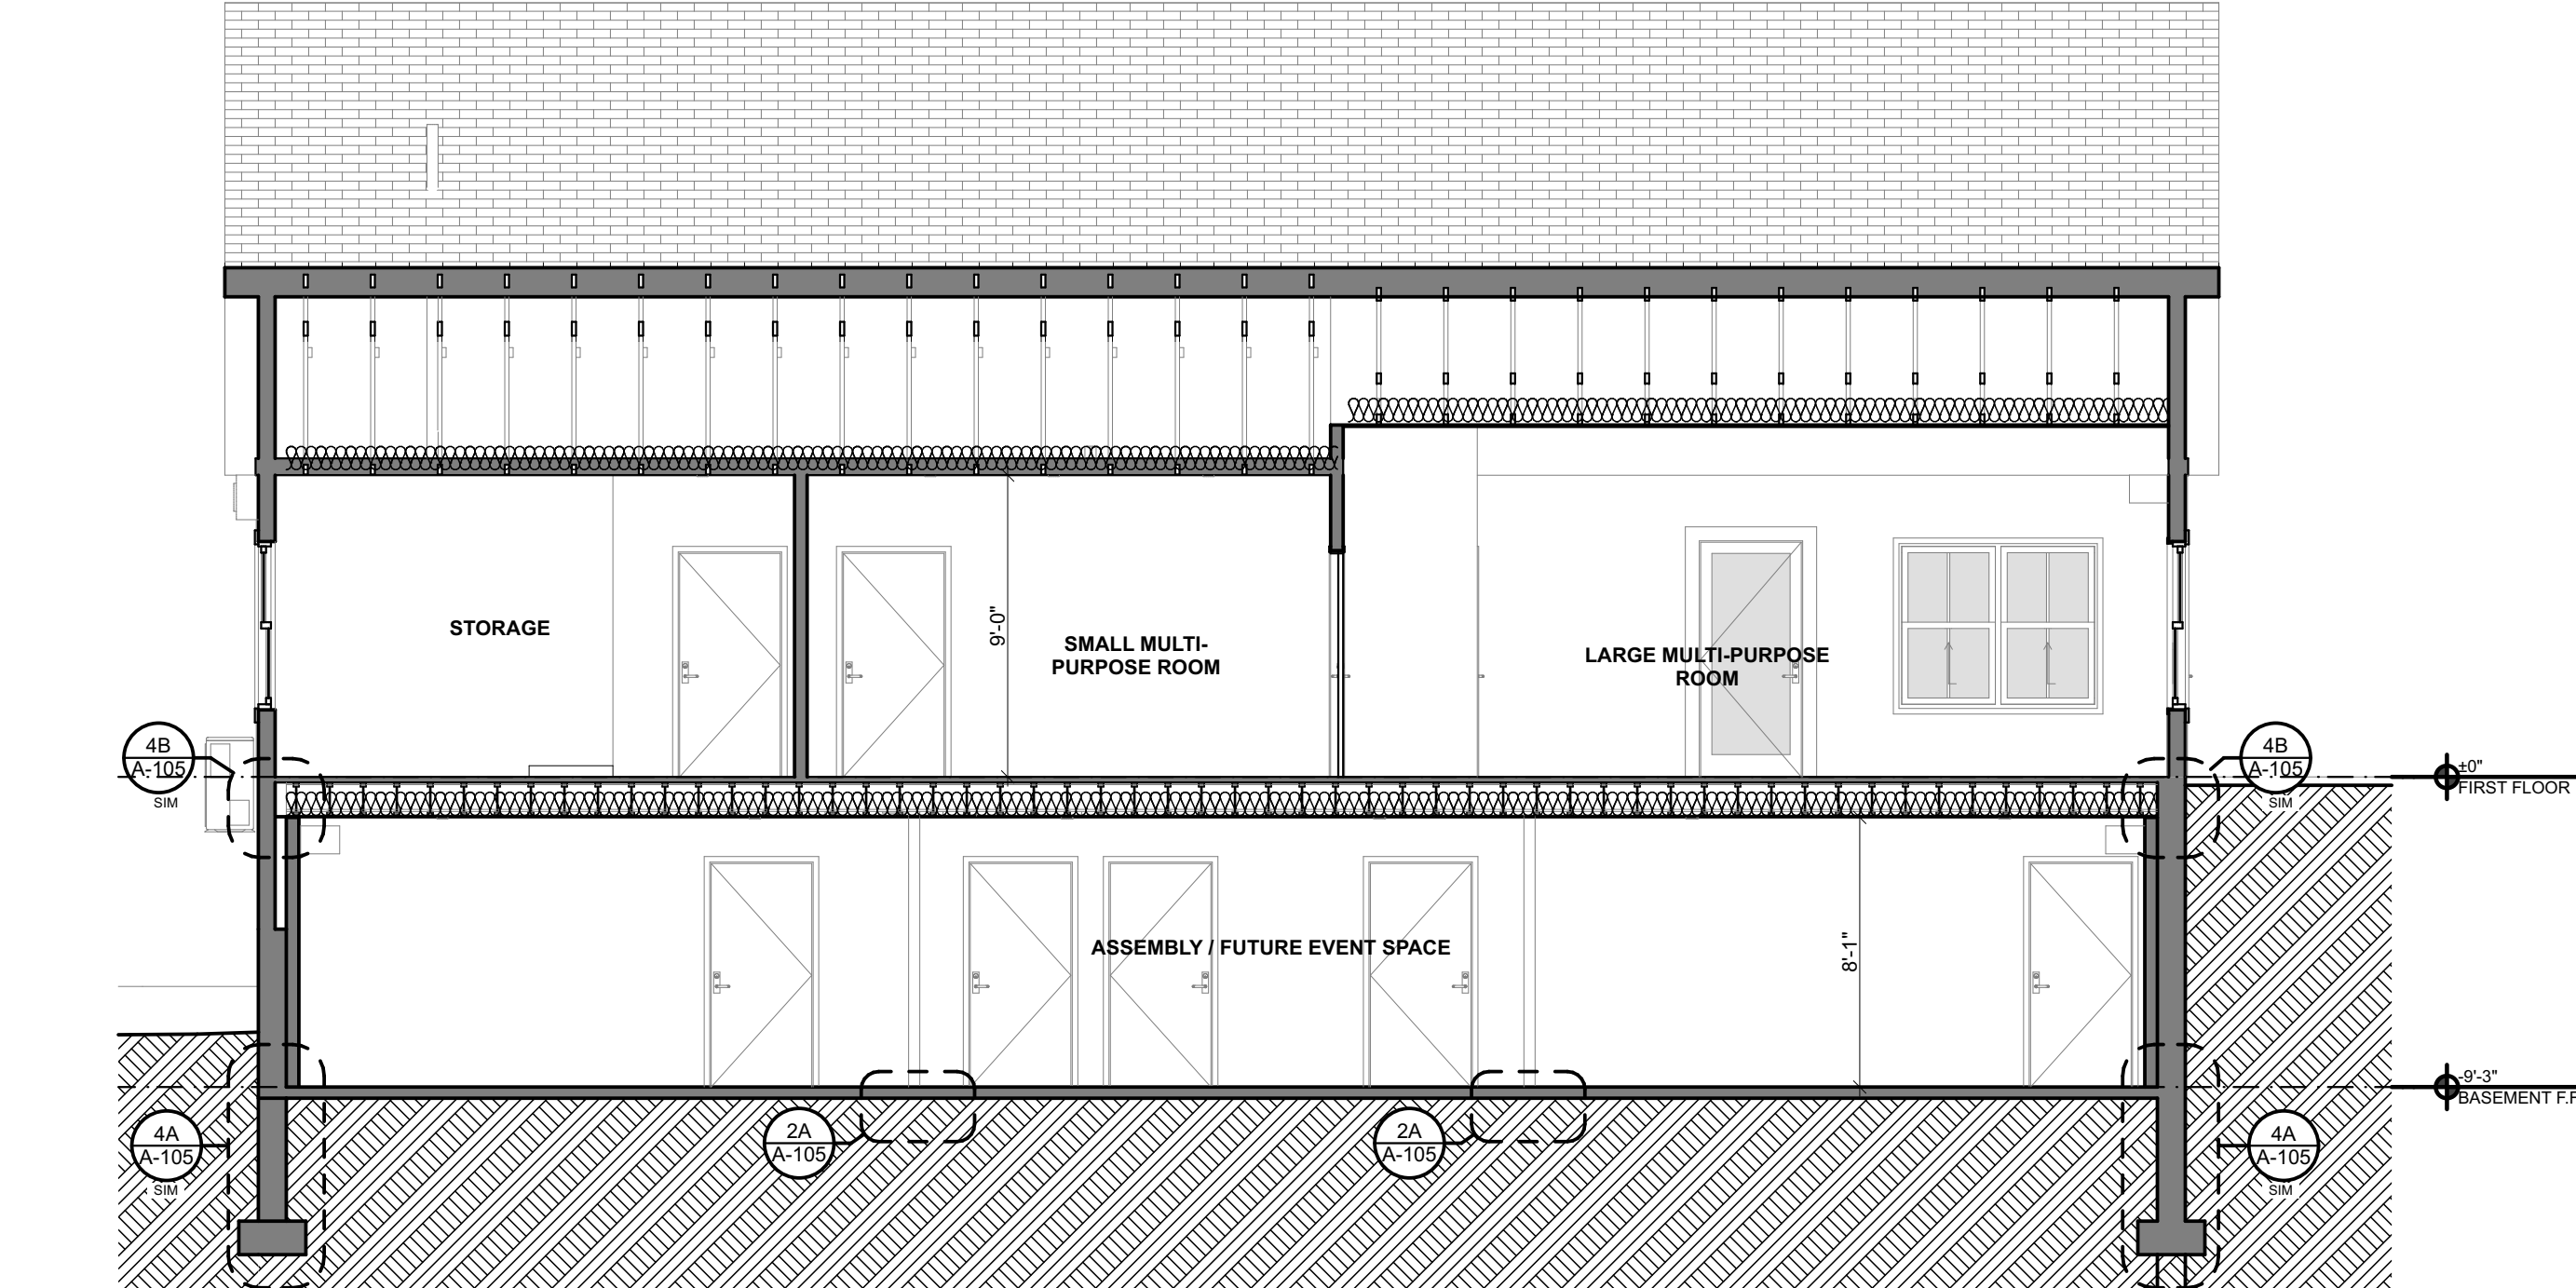 STORAGE
9'-0"
SMALL MULTI-
PURPOSE ROOM
LARGE MULTI-PURPOSE
ROOM
4B
A-105
SIM
4B
A-105
SIM
±0"
FIRST FLOOR
ASSEMBLY / FUTURE EVENT SPACE
8'-1"
-9'-3"
BASEMENT F.F
4A
A-105
SIM
2A
A-105
2A
A-105
4A
A-105
SIM